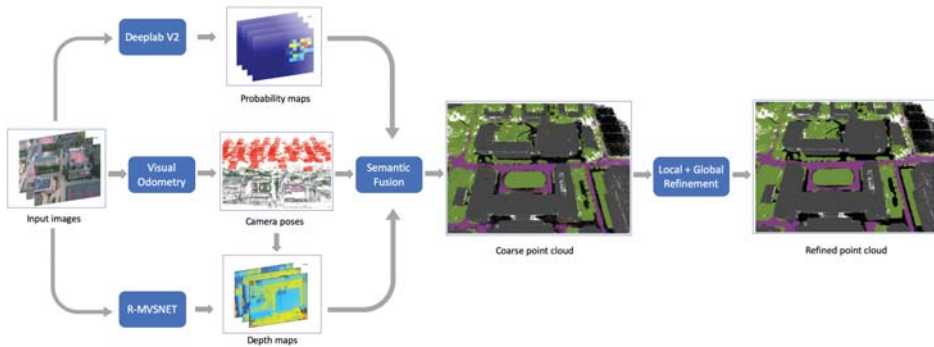 Deeplab V2
Probability maps
Input images
Visual
Odometry
Camera poses
Semantic
Fusion
Coarse point cloud
Local + Global
Refinement
Refined point cloud
R-MVSNET
Depth maps